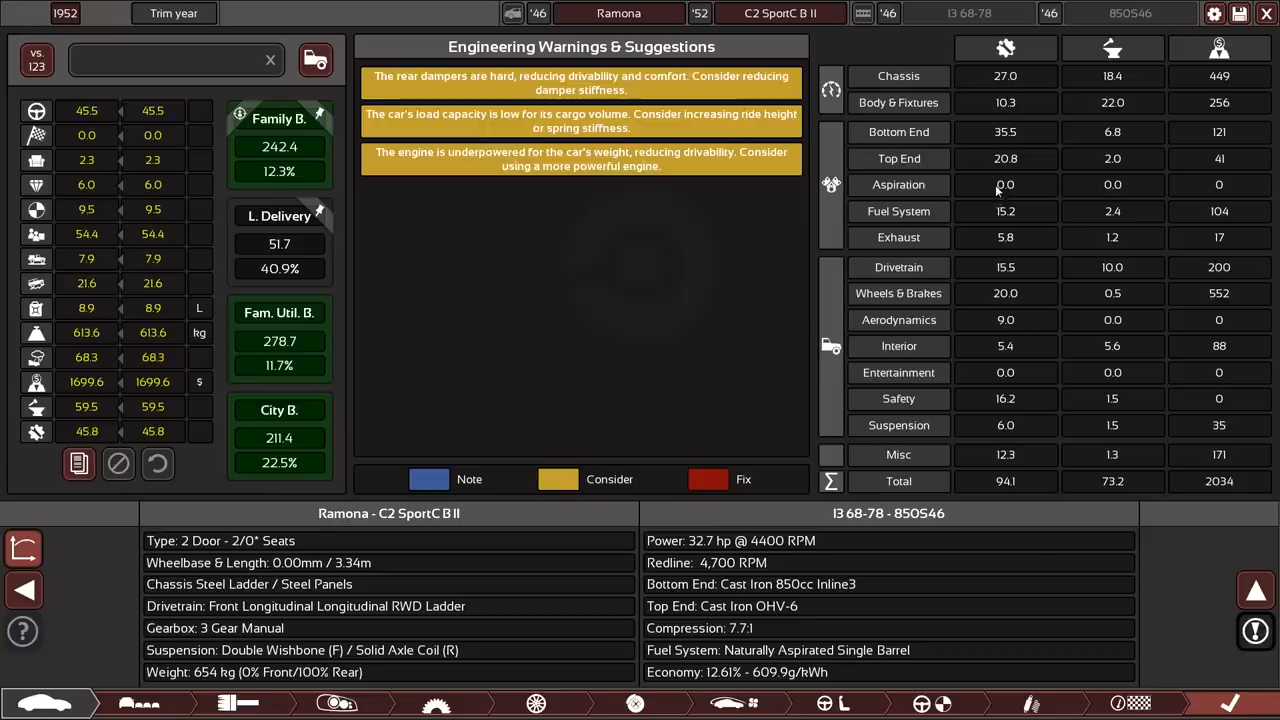 1952 Trim year '46 Ramona '52 C2 SportC B II '46 I3 68-78 '46 850S46
vs.
123
X
45.5 45.5
0.0 0.0
2.3 2.3
6.0 6.0
9.5 9.5
54.4 54.4
7.9 7.9
21.6 21.6
8.9 8.9 L
613.6 613.6 kg
68.3 68.3
1699.6 1699.6 $
59.5 59.5
45.8 45.8
Family B.
242.4
12.3%
L. Delivery
51.7
40.9%
Fam. Util. B.
278.7
11.7%
City B.
211.4
22.5%
Engineering Warnings & Suggestions
The rear dampers are hard, reducing drivability and comfort. Consider reducing
damper stiffness.
The car's load capacity is low for its cargo volume. Consider increasing ride height
or spring stiffness.
The engine is underpowered for the car's weight, reducing drivability. Consider
using a more powerful engine.
Note Consider Fix
Chassis 27.0 18.4 449
Body & Fixtures 10.3 22.0 256
Bottom End 35.5 6.8 121
Top End 20.8 2.0 41
Aspiration 0.0 0.0 0
Fuel System 15.2 2.4 104
Exhaust 5.8 1.2 17
Drivetrain 15.5 10.0 200
Wheels & Brakes 20.0 0.5 552
Aerodynamics 9.0 0.0 0
Interior 5.4 5.6 88
Entertainment 0.0 0.0 0
Safety 16.2 1.5 0
Suspension 6.0 1.5 35
Misc 12.3 1.3 171
Σ Total 94.1 73.2 2034
Ramona - C2 SportC B II
Type: 2 Door - 2/0* Seats
Wheelbase & Length: 0.00mm / 3.34m
Chassis Steel Ladder / Steel Panels
Drivetrain: Front Longitudinal Longitudinal RWD Ladder
Gearbox: 3 Gear Manual
Suspension: Double Wishbone (F) / Solid Axle Coil (R)
Weight: 654 kg (0% Front/100% Rear)
I3 68-78 - 850S46
Power: 32.7 hp @ 4400 RPM
Redline: 4,700 RPM
Bottom End: Cast Iron 850cc Inline3
Top End: Cast Iron OHV-6
Compression: 7.7:1
Fuel System: Naturally Aspirated Single Barrel
Economy: 12.61% - 609.9g/kWh